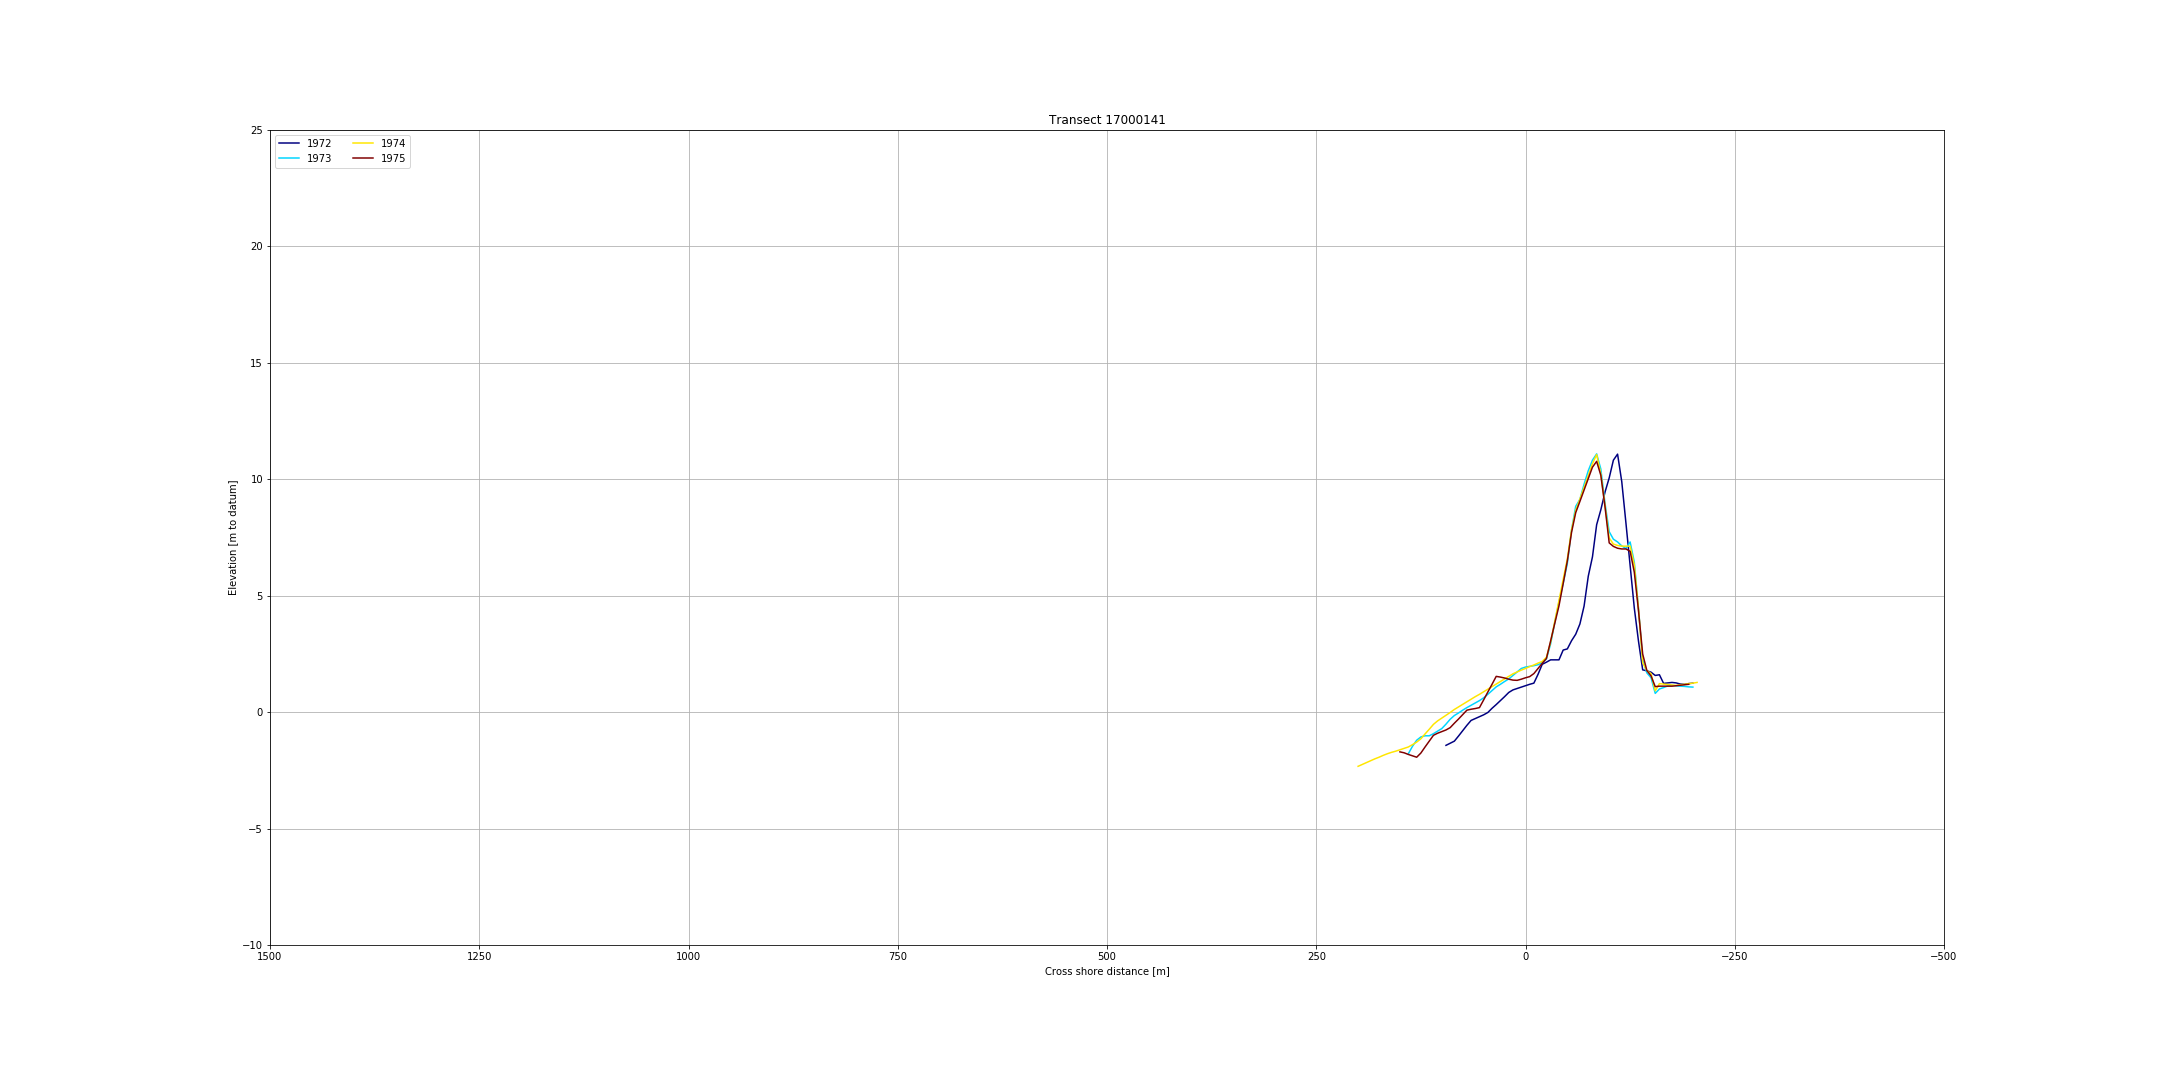 Transect 17000141
1972 1974
1973 1975
25
20
15
10
5
0
−5
−10
Elevation [m to datum]
1500 1250 1000 750 500 250 0 −250 −500
Cross shore distance [m]